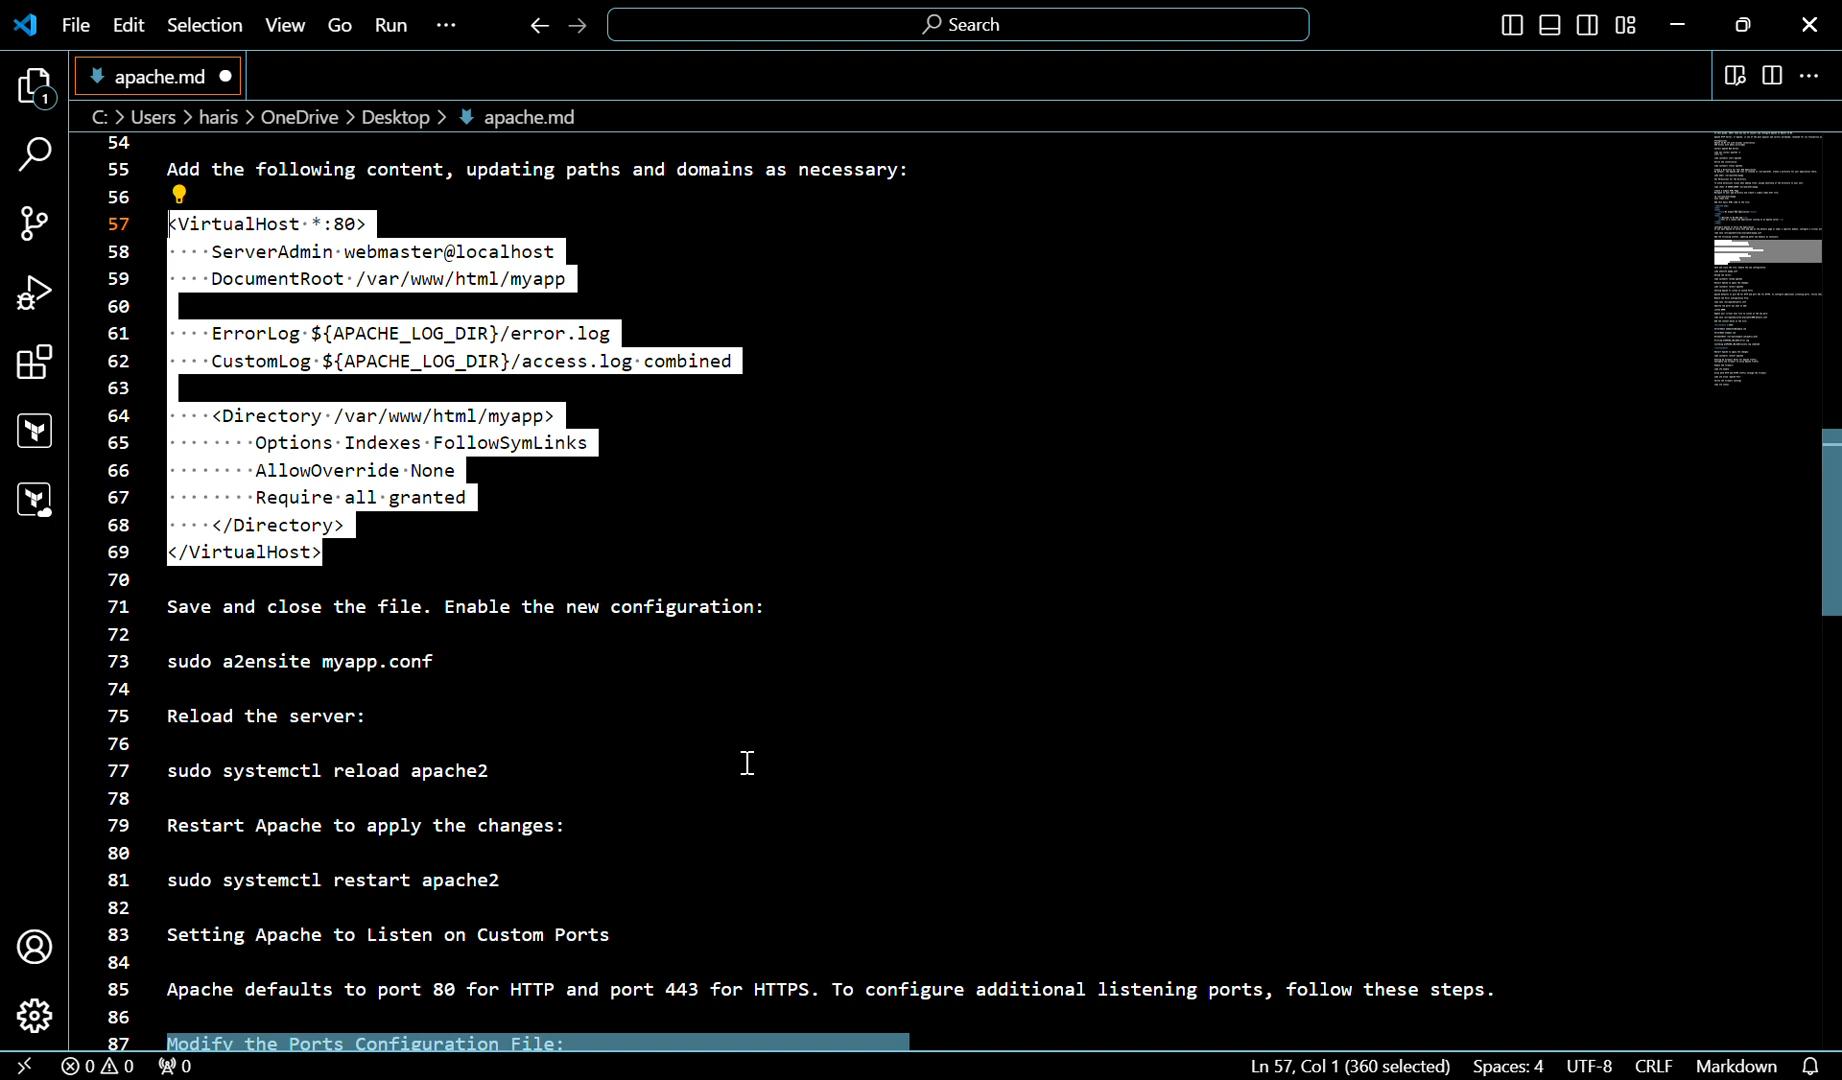 File Edit Selection View Go Run ···
Search
apache.md
1
C: > Users > haris > OneDrive > Desktop > apache.md
54
55 Add the following content, updating paths and domains as necessary:
56
57 <VirtualHost *:80>
58 ServerAdmin webmaster@localhost
59 DocumentRoot /var/www/html/myapp
60
61 ErrorLog ${APACHE_LOG_DIR}/error.log
62 CustomLog ${APACHE_LOG_DIR}/access.log combined
63
64 <Directory /var/www/html/myapp>
65 Options Indexes FollowSymLinks
66 AllowOverride None
67 Require all granted
68 </Directory>
69 </VirtualHost>
70
71 Save and close the file. Enable the new configuration:
72
73 sudo a2ensite myapp.conf
74
75 Reload the server:
76
77 sudo systemctl reload apache2
78
79 Restart Apache to apply the changes:
80
81 sudo systemctl restart apache2
82
83 Setting Apache to Listen on Custom Ports
84
85 Apache defaults to port 80 for HTTP and port 443 for HTTPS. To configure additional listening ports, follow these steps.
86
87 Modify the Ports Configuration File:
0 0 0 Ln 57, Col 1 (360 selected) Spaces: 4 UTF-8 CRLF Markdown